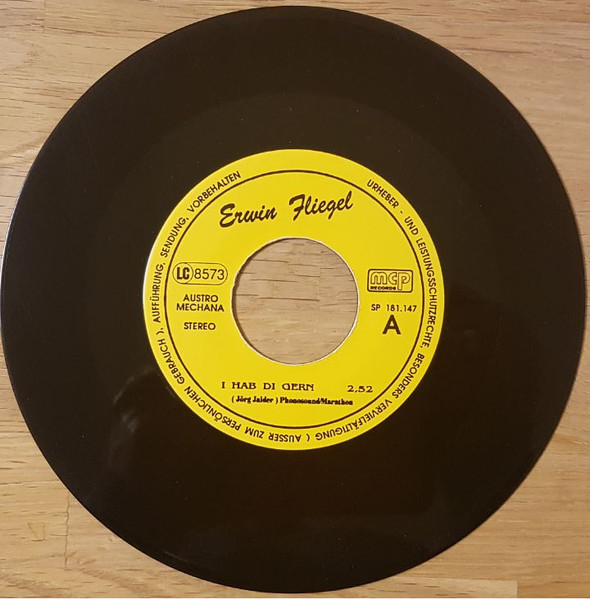 Erwin Fliegel
URHEBER - UND LEISTUNGSSCHUTZRECHTE, BESONDERS VERVIELFÄLTIGUNG ( AUSSER ZUM PERSÖNLICHEN GEBRAUCH ), AUFFÜHRUNG, SENDUNG, VORBEHALTEN
LC 8573
AUSTRO
MECHANA
STEREO
mcp
RECORDS
SP 181.147
A
I HAB DI GERN 2,52
( Jörg Jalder ) Phonosound/Marathon